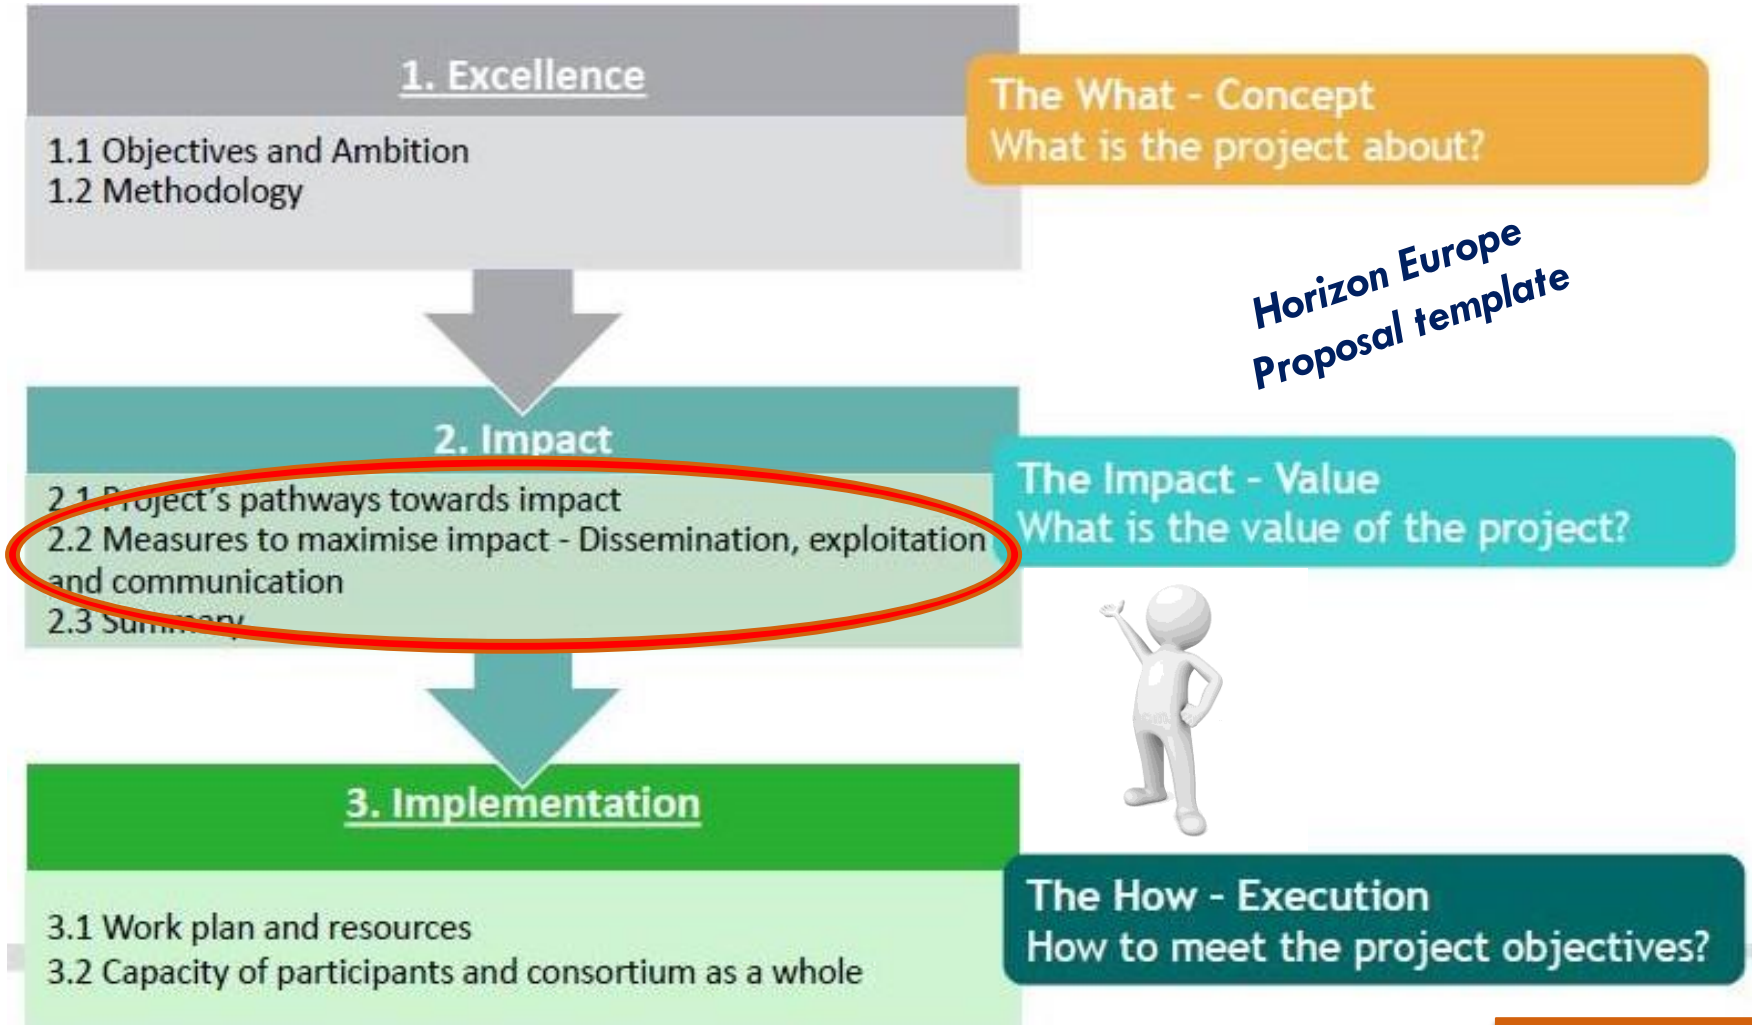 1. Excellence
1.1 Objectives and Ambition
1.2 Methodology
The What - Concept
What is the project about?
Horizon Europe
Proposal template
2. Impact
2.1 Project´s pathways towards impact
2.2 Measures to maximise impact - Dissemination, exploitation
and communication
2.3 Summary
The Impact - Value
What is the value of the project?
3. Implementation
3.1 Work plan and resources
3.2 Capacity of participants and consortium as a whole
The How - Execution
How to meet the project objectives?